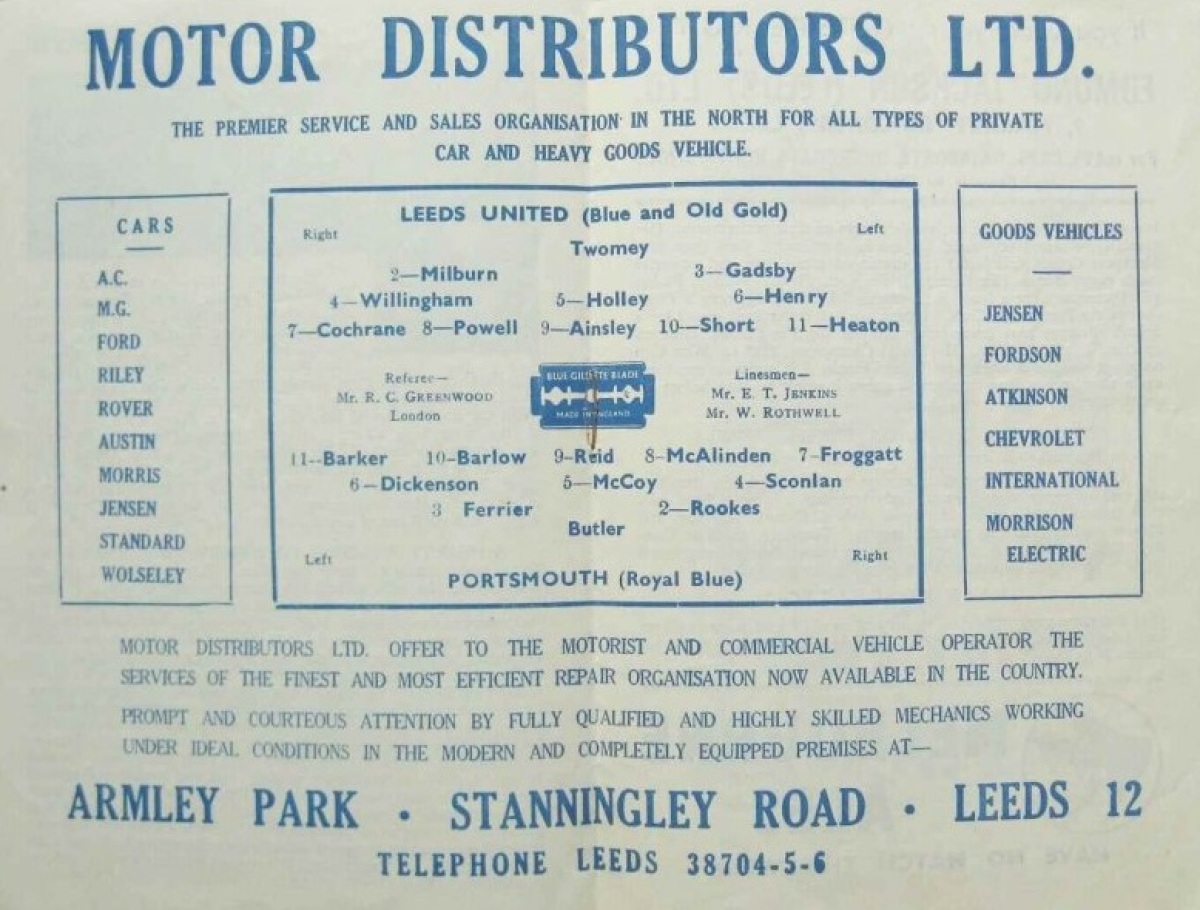 MOTOR DISTRIBUTORS LTD.
THE PREMIER SERVICE AND SALES ORGANISATION IN THE NORTH FOR ALL TYPES OF PRIVATE
CAR AND HEAVY GOODS VEHICLE.
CARS
A.C.
M.G.
FORD
RILEY
ROVER
AUSTIN
MORRIS
JENSEN
STANDARD
WOLSELEY
LEEDS UNITED (Blue and Old Gold)
Right Left
Twomey
2—Milburn 3—Gadsby
4—Willingham 5—Holley 6—Henry
7—Cochrane 8—Powell 9—Ainsley 10—Short 11—Heaton
Referee—
Mr. R. C. GREENWOOD
London
BLUE GILLETTE BLADE
MADE IN ENGLAND
Linesmen—
Mr. E. T. JENKINS
Mr. W. ROTHWELL
11--Barker 10-Barlow 9-Reid 8-McAlinden 7-Froggatt
6—Dickenson 5—McCoy 4—Sconlan
3 Ferrier 2—Rookes
Butler
Left Right
PORTSMOUTH (Royal Blue)
GOODS VEHICLES
JENSEN
FORDSON
ATKINSON
CHEVROLET
INTERNATIONAL
MORRISON
ELECTRIC
MOTOR DISTRIBUTORS LTD. OFFER TO THE MOTORIST AND COMMERCIAL VEHICLE OPERATOR THE
SERVICES OF THE FINEST AND MOST EFFICIENT REPAIR ORGANISATION NOW AVAILABLE IN THE COUNTRY.
PROMPT AND COURTEOUS ATTENTION BY FULLY QUALIFIED AND HIGHLY SKILLED MECHANICS WORKING
UNDER IDEAL CONDITIONS IN THE MODERN AND COMPLETELY EQUIPPED PREMISES AT—
ARMLEY PARK · STANNINGLEY ROAD · LEEDS 12
TELEPHONE LEEDS 38704-5-6